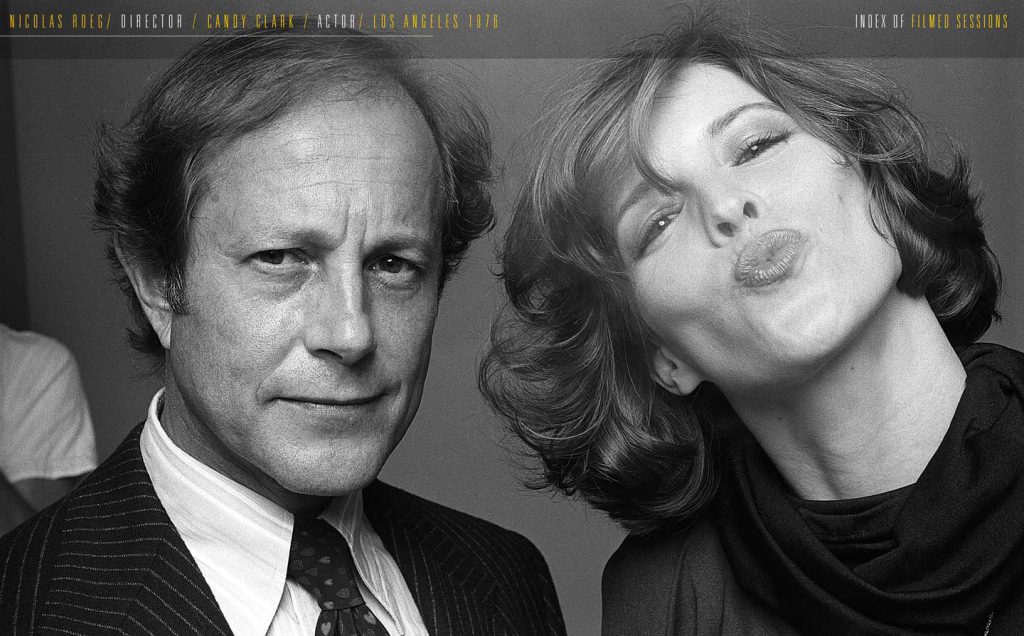 NICOLAS ROEG/ DIRECTOR / CANDY CLARK / ACTOR/ LOS ANGELES 1976
INDEX OF FILMED SESSIONS